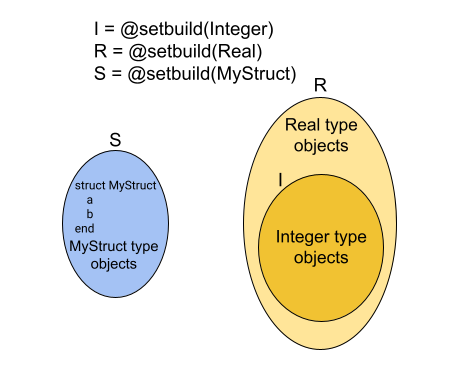 I = @setbuild(Integer)
R = @setbuild(Real)
S = @setbuild(MyStruct)
R
Real type
objects
S
I
struct MyStruct
a
b
end
MyStruct type
objects
Integer type
objects